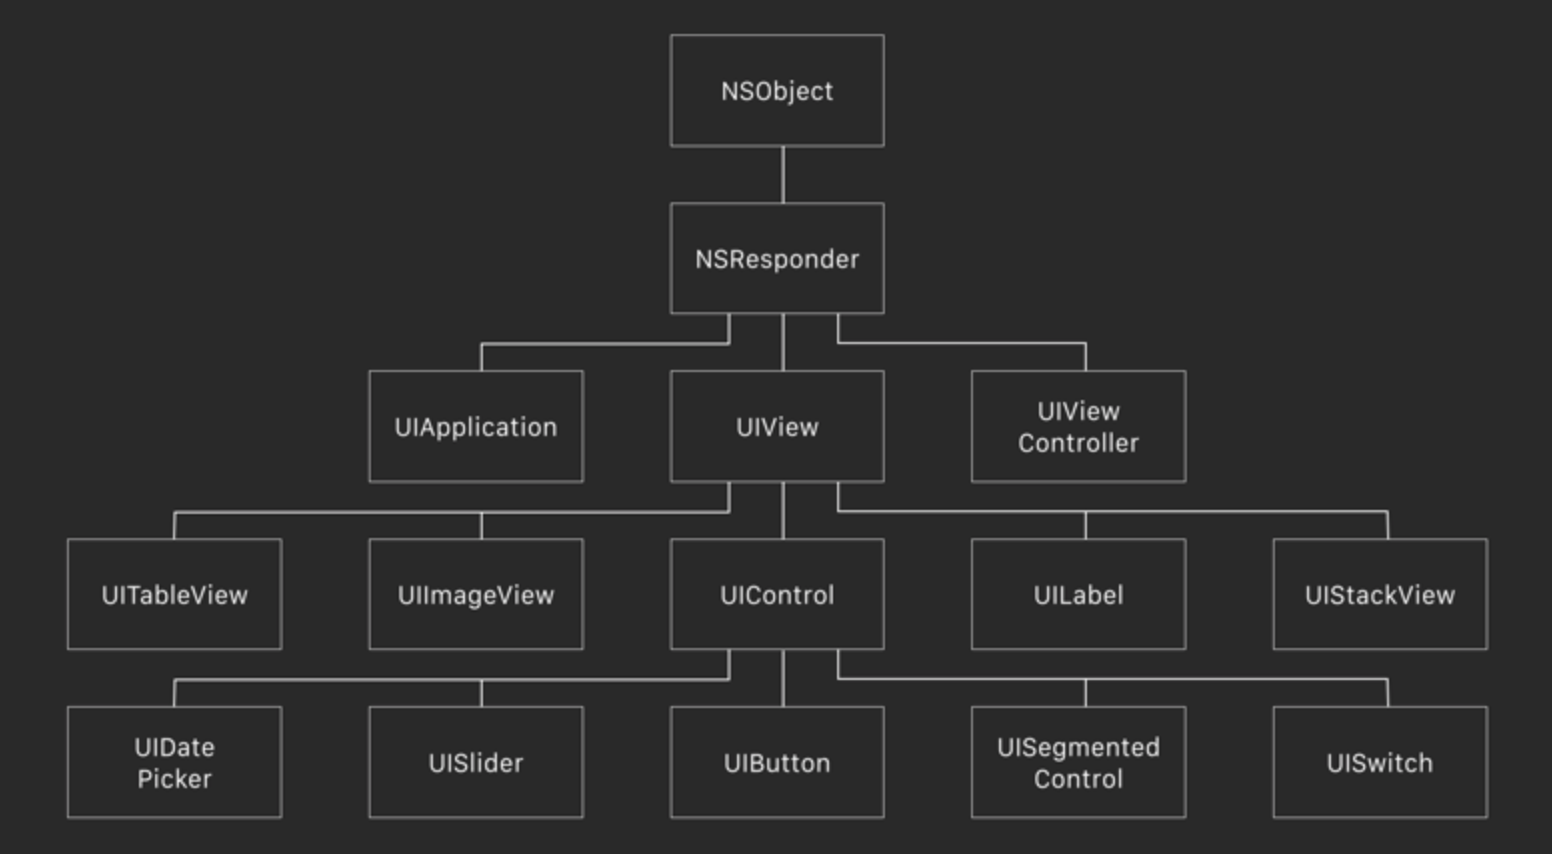 NSObject
NSResponder
UIApplication
UIView
UIView
Controller
UITableView
UIImageView
UIControl
UILabel
UIStackView
UIDate
Picker
UISlider
UIButton
UISegmented
Control
UISwitch